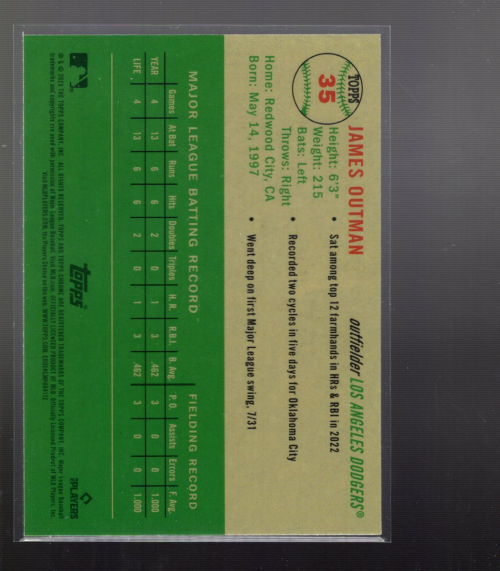 TOPPS
35
JAMES OUTMAN
outfielder LOS ANGELES DODGERS®
Height: 6'3"
Weight: 215
Bats: Left
Throws: Right
Home: Redwood City, CA
Born: May 14, 1997
• Sat among top 12 farmhands in HRs & RBI in 2022
• Recorded two cycles in five days for Oklahoma City
• Went deep on first Major League swing, 7/31
MAJOR LEAGUE BATTING RECORD FIELDING RECORD
Games At Bat Runs Hits Doubles Triples H. R. R.B.I. B. Avg. P. O. Assists Errors F. Avg.
YEAR 4 13 6 6 2 0 1 3 .462 3 0 0 1.000
LIFE 4 13 6 6 2 0 1 3 .462 3 0 0 1.000
topps
PLAYERS